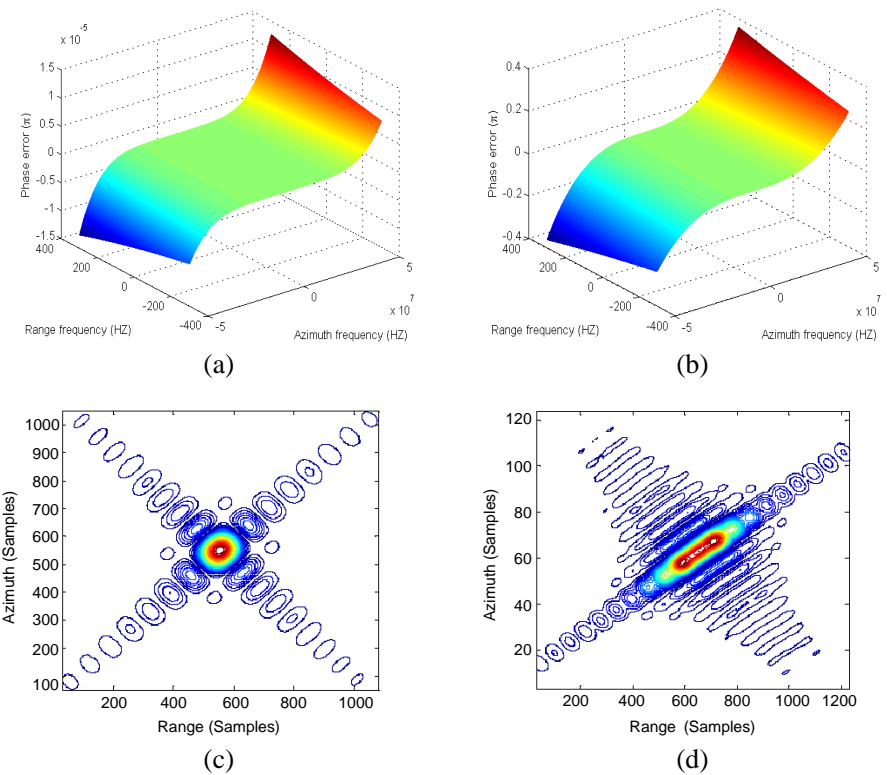 x 10 -5
1.5
1
0.5
0
-0.5
-1
-1.5
Phase error (π)
400
200
0
-200
-400
Range frequency (HZ)
-5
0
5
x 10 7
Azimuth frequency (HZ)
(a)
0.4
0.2
0
-0.2
-0.4
Phase error (π)
400
200
0
-200
-400
Range frequency (HZ)
-5
0
5
x 10 7
Azimuth frequency (HZ)
(b)
1000
900
800
700
600
500
400
300
200
100
Azimuth (Samples)
200 400 600 800 1000
Range (Samples)
(c)
120
100
80
60
40
20
Azimuth (Samples)
200 400 600 800 1000 1200
Range (Samples)
(d)